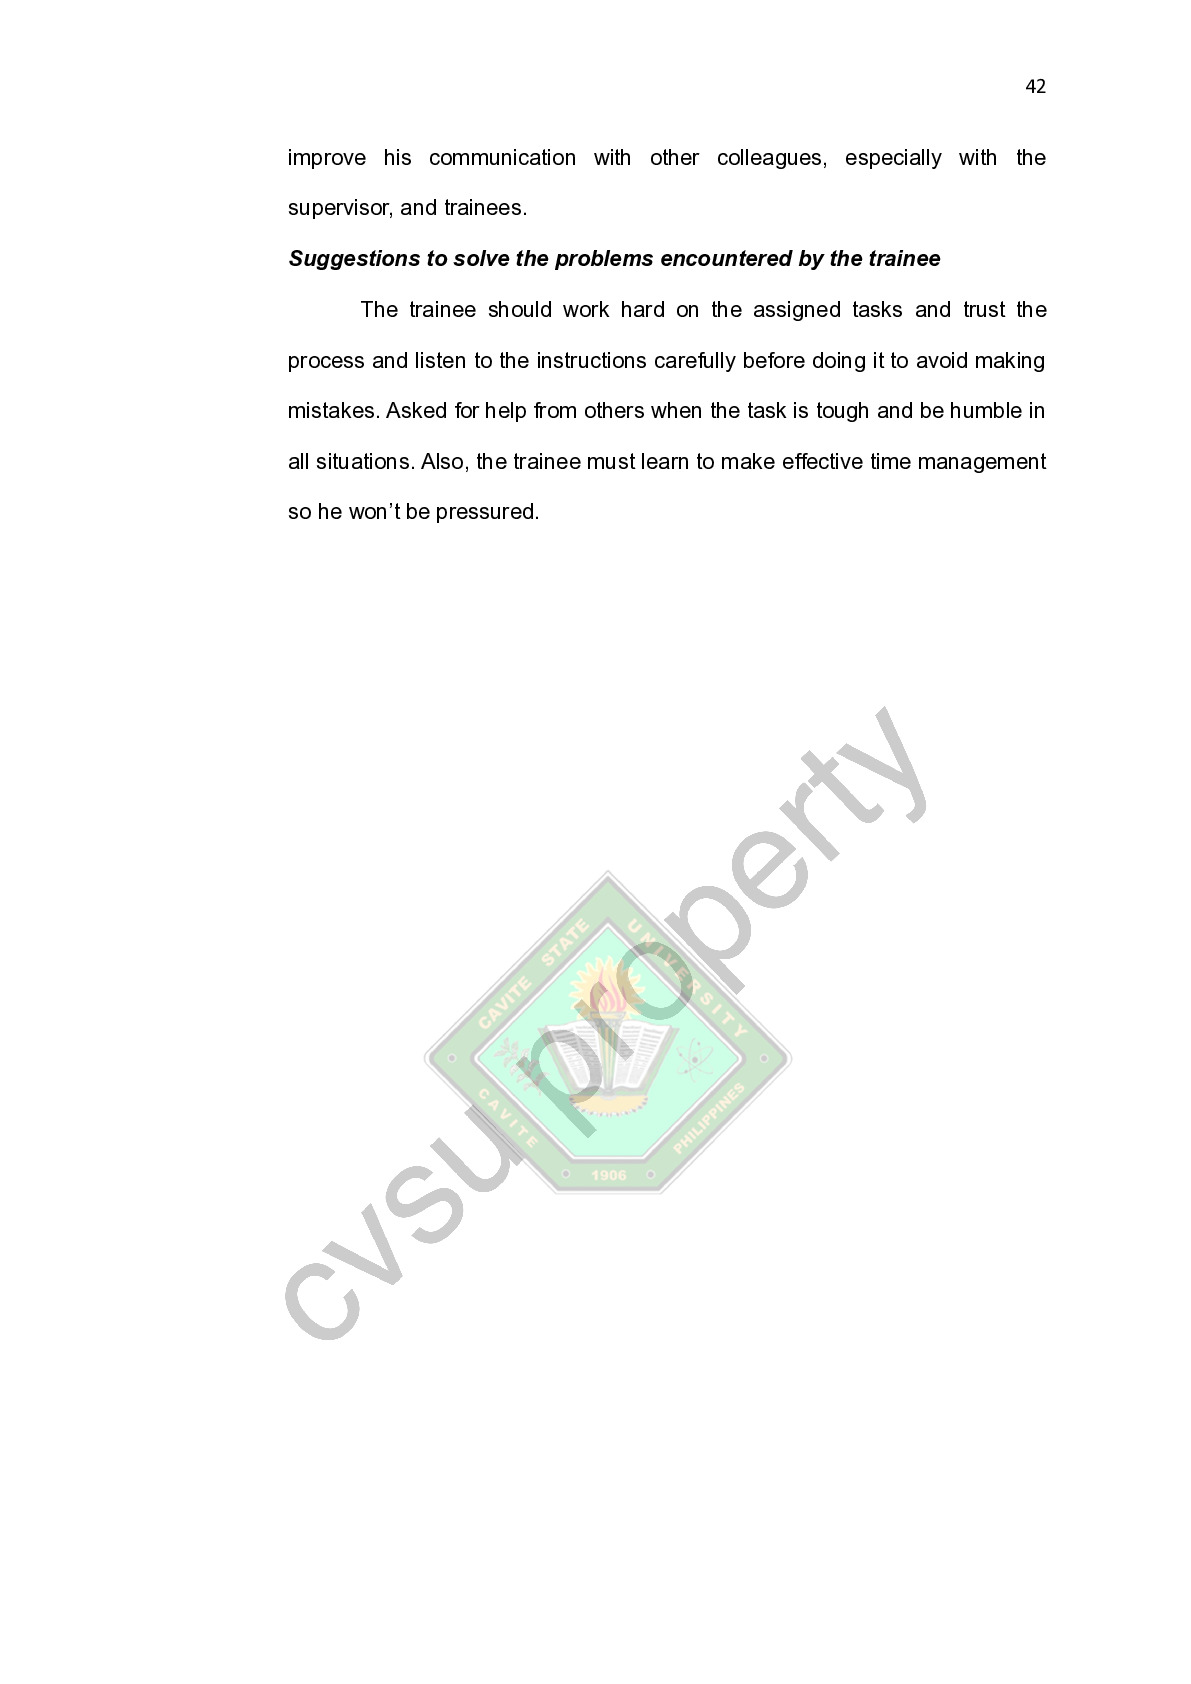 42
improve his communication with other colleagues, especially with the
supervisor, and trainees.
Suggestions to solve the problems encountered by the trainee
The trainee should work hard on the assigned tasks and trust the
process and listen to the instructions carefully before doing it to avoid making
mistakes. Asked for help from others when the task is tough and be humble in
all situations. Also, the trainee must learn to make effective time management
so he won’t be pressured.
cvsu property
CAVITE STATE UNIVERSITY
CAVITE
1906
PHILIPPINES